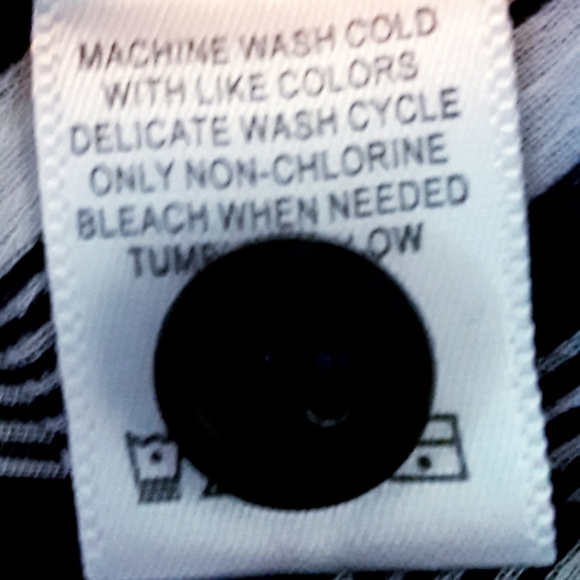 MACHINE WASH COLD
WITH LIKE COLORS
DELICATE WASH CYCLE
ONLY NON-CHLORINE
BLEACH WHEN NEEDED